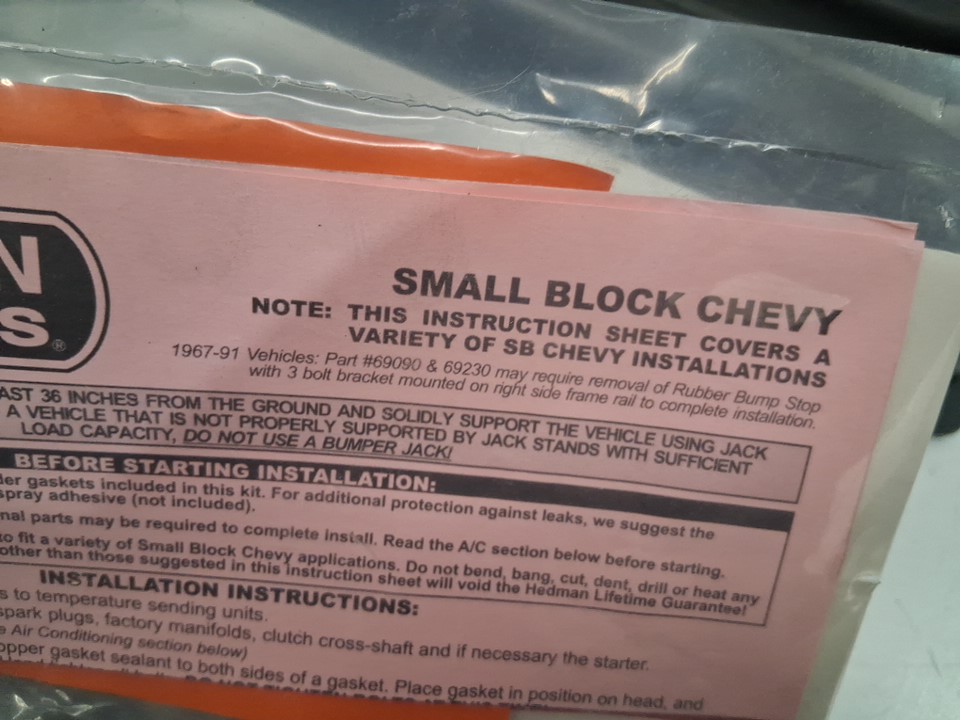 N
S®
SMALL BLOCK CHEVY
NOTE: THIS INSTRUCTION SHEET COVERS A
VARIETY OF SB CHEVY INSTALLATIONS
1967-91 Vehicles: Part #69090 & 69230 may require removal of Rubber Bump Stop
with 3 bolt bracket mounted on right side frame rail to complete installation.
AST 36 INCHES FROM THE GROUND AND SOLIDLY SUPPORT THE VEHICLE USING JACK
A VEHICLE THAT IS NOT PROPERLY SUPPORTED BY JACK STANDS WITH SUFFICIENT
LOAD CAPACITY, DO NOT USE A BUMPER JACK!
BEFORE STARTING INSTALLATION:
er gaskets included in this kit. For additional protection against leaks, we suggest the
spray adhesive (not included).
nal parts may be required to complete install. Read the A/C section below before starting.
to fit a variety of Small Block Chevy applications. Do not bend, bang, cut, dent, drill or heat any
other than those suggested in this instruction sheet will void the Hedman Lifetime Guarantee!
INSTALLATION INSTRUCTIONS:
s to temperature sending units.
spark plugs, factory manifolds, clutch cross-shaft and if necessary the starter.
e Air Conditioning section below)
opper gasket sealant to both sides of a gasket. Place gasket in position on head, and